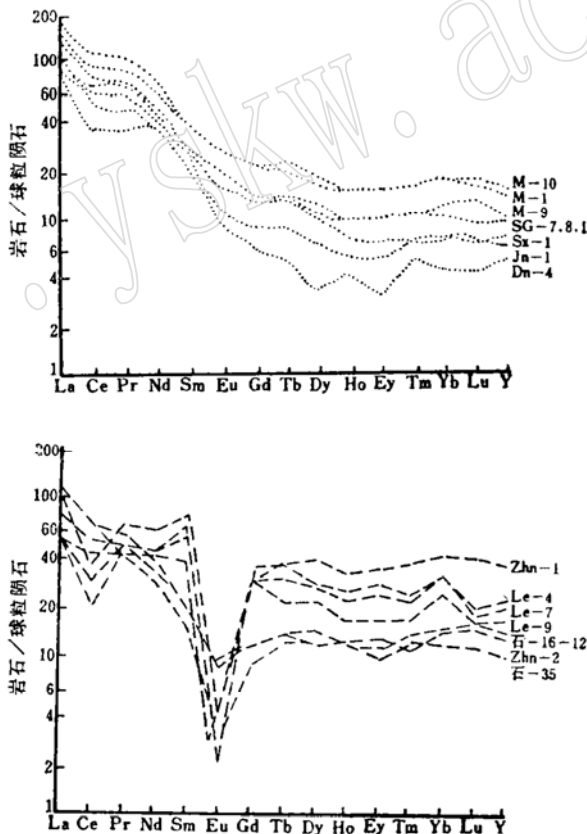 www.yskw.ac
岩石/球粒陨石
200
100
60
40
20
10
6
4
2
1
La Ce Pr Nd Sm Eu Gd Tb Dy Ho Ey Tm Yb Lu Y
M-10
M-1
M-9
SG-7.8.1
Sx-1
Jn-1
Dn-4
岩石/球粒陨石
200
100
60
40
20
10
6
4
2
1
La Ce Pr Nd Sm Eu Gd Tb Dy Ho Ey Tm Yb Lu Y
Zhn-1
Le-4
Le-7
Le-9
石-16-12
Zhn-2
石-35